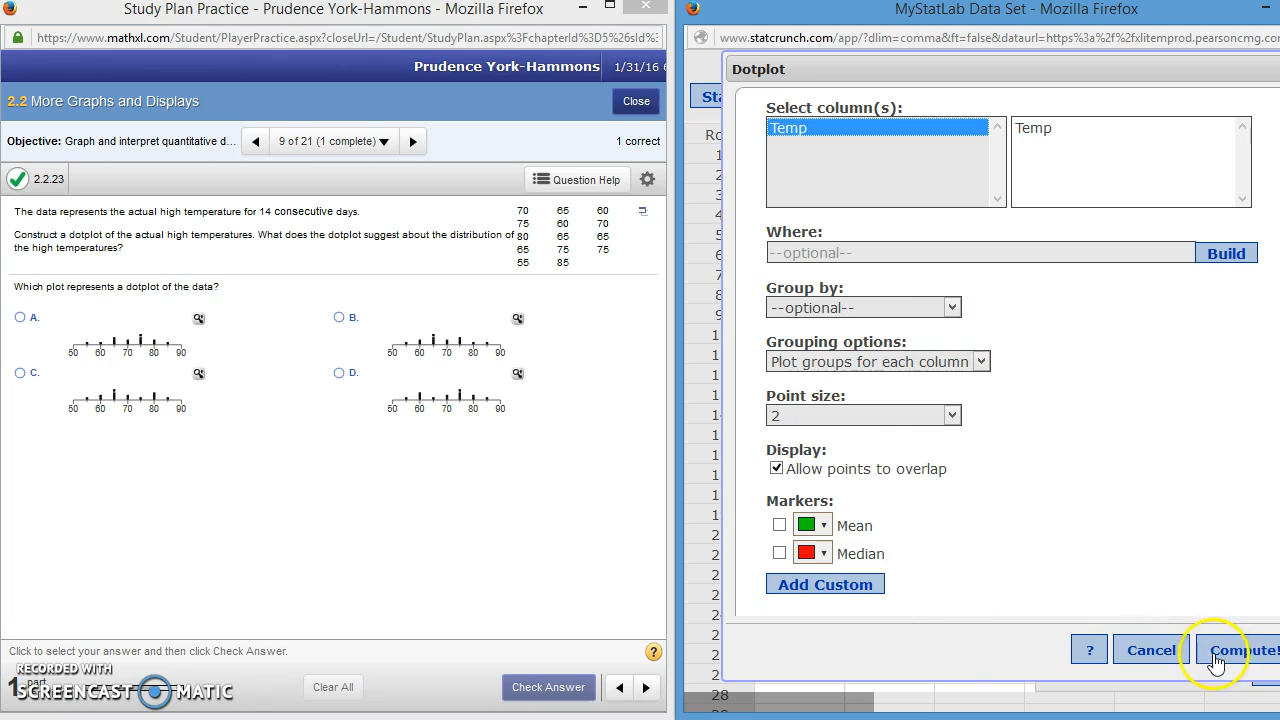 Study Plan Practice - Prudence York-Hammons - Mozilla Firefox
https://www.mathxl.com/Student/PlayerPractice.aspx?closeUrl=/Student/StudyPlan.aspx%3FchapterId%3D5%26sId%3
Prudence York-Hammons 1/31/16 6
2.2 More Graphs and Displays Close
Objective: Graph and interpret quantitative d... 9 of 21 (1 complete) 1 correct
2.2.23 Question Help
The data represents the actual high temperature for 14 consecutive days.
Construct a dotplot of the actual high temperatures. What does the dotplot suggest about the distribution of
the high temperatures?
70 65 60
75 60 70
80 65 65
65 75 75
55 85
Which plot represents a dotplot of the data?
A. B.
50 60 70 80 90 50 60 70 80 90
C. D.
50 60 70 80 90 50 60 70 80 90
Click to select your answer and then click Check Answer.
RECORDED WITH
SCREENCAST MATIC
1 part
Clear All Check Answer
MyStatLab Data Set - Mozilla Firefox
www.statcrunch.com/app/?dlim=comma&ft=false&dataurl=https%3a%2f%2fxlitemprod.pearsoncmg.con
Dotplot
Select column(s):
Temp Temp
Where:
--optional-- Build
Group by:
--optional--
Grouping options:
Plot groups for each column
Point size:
2
Display:
Allow points to overlap
Markers:
Mean
Median
Add Custom
? Cancel Compute!
28